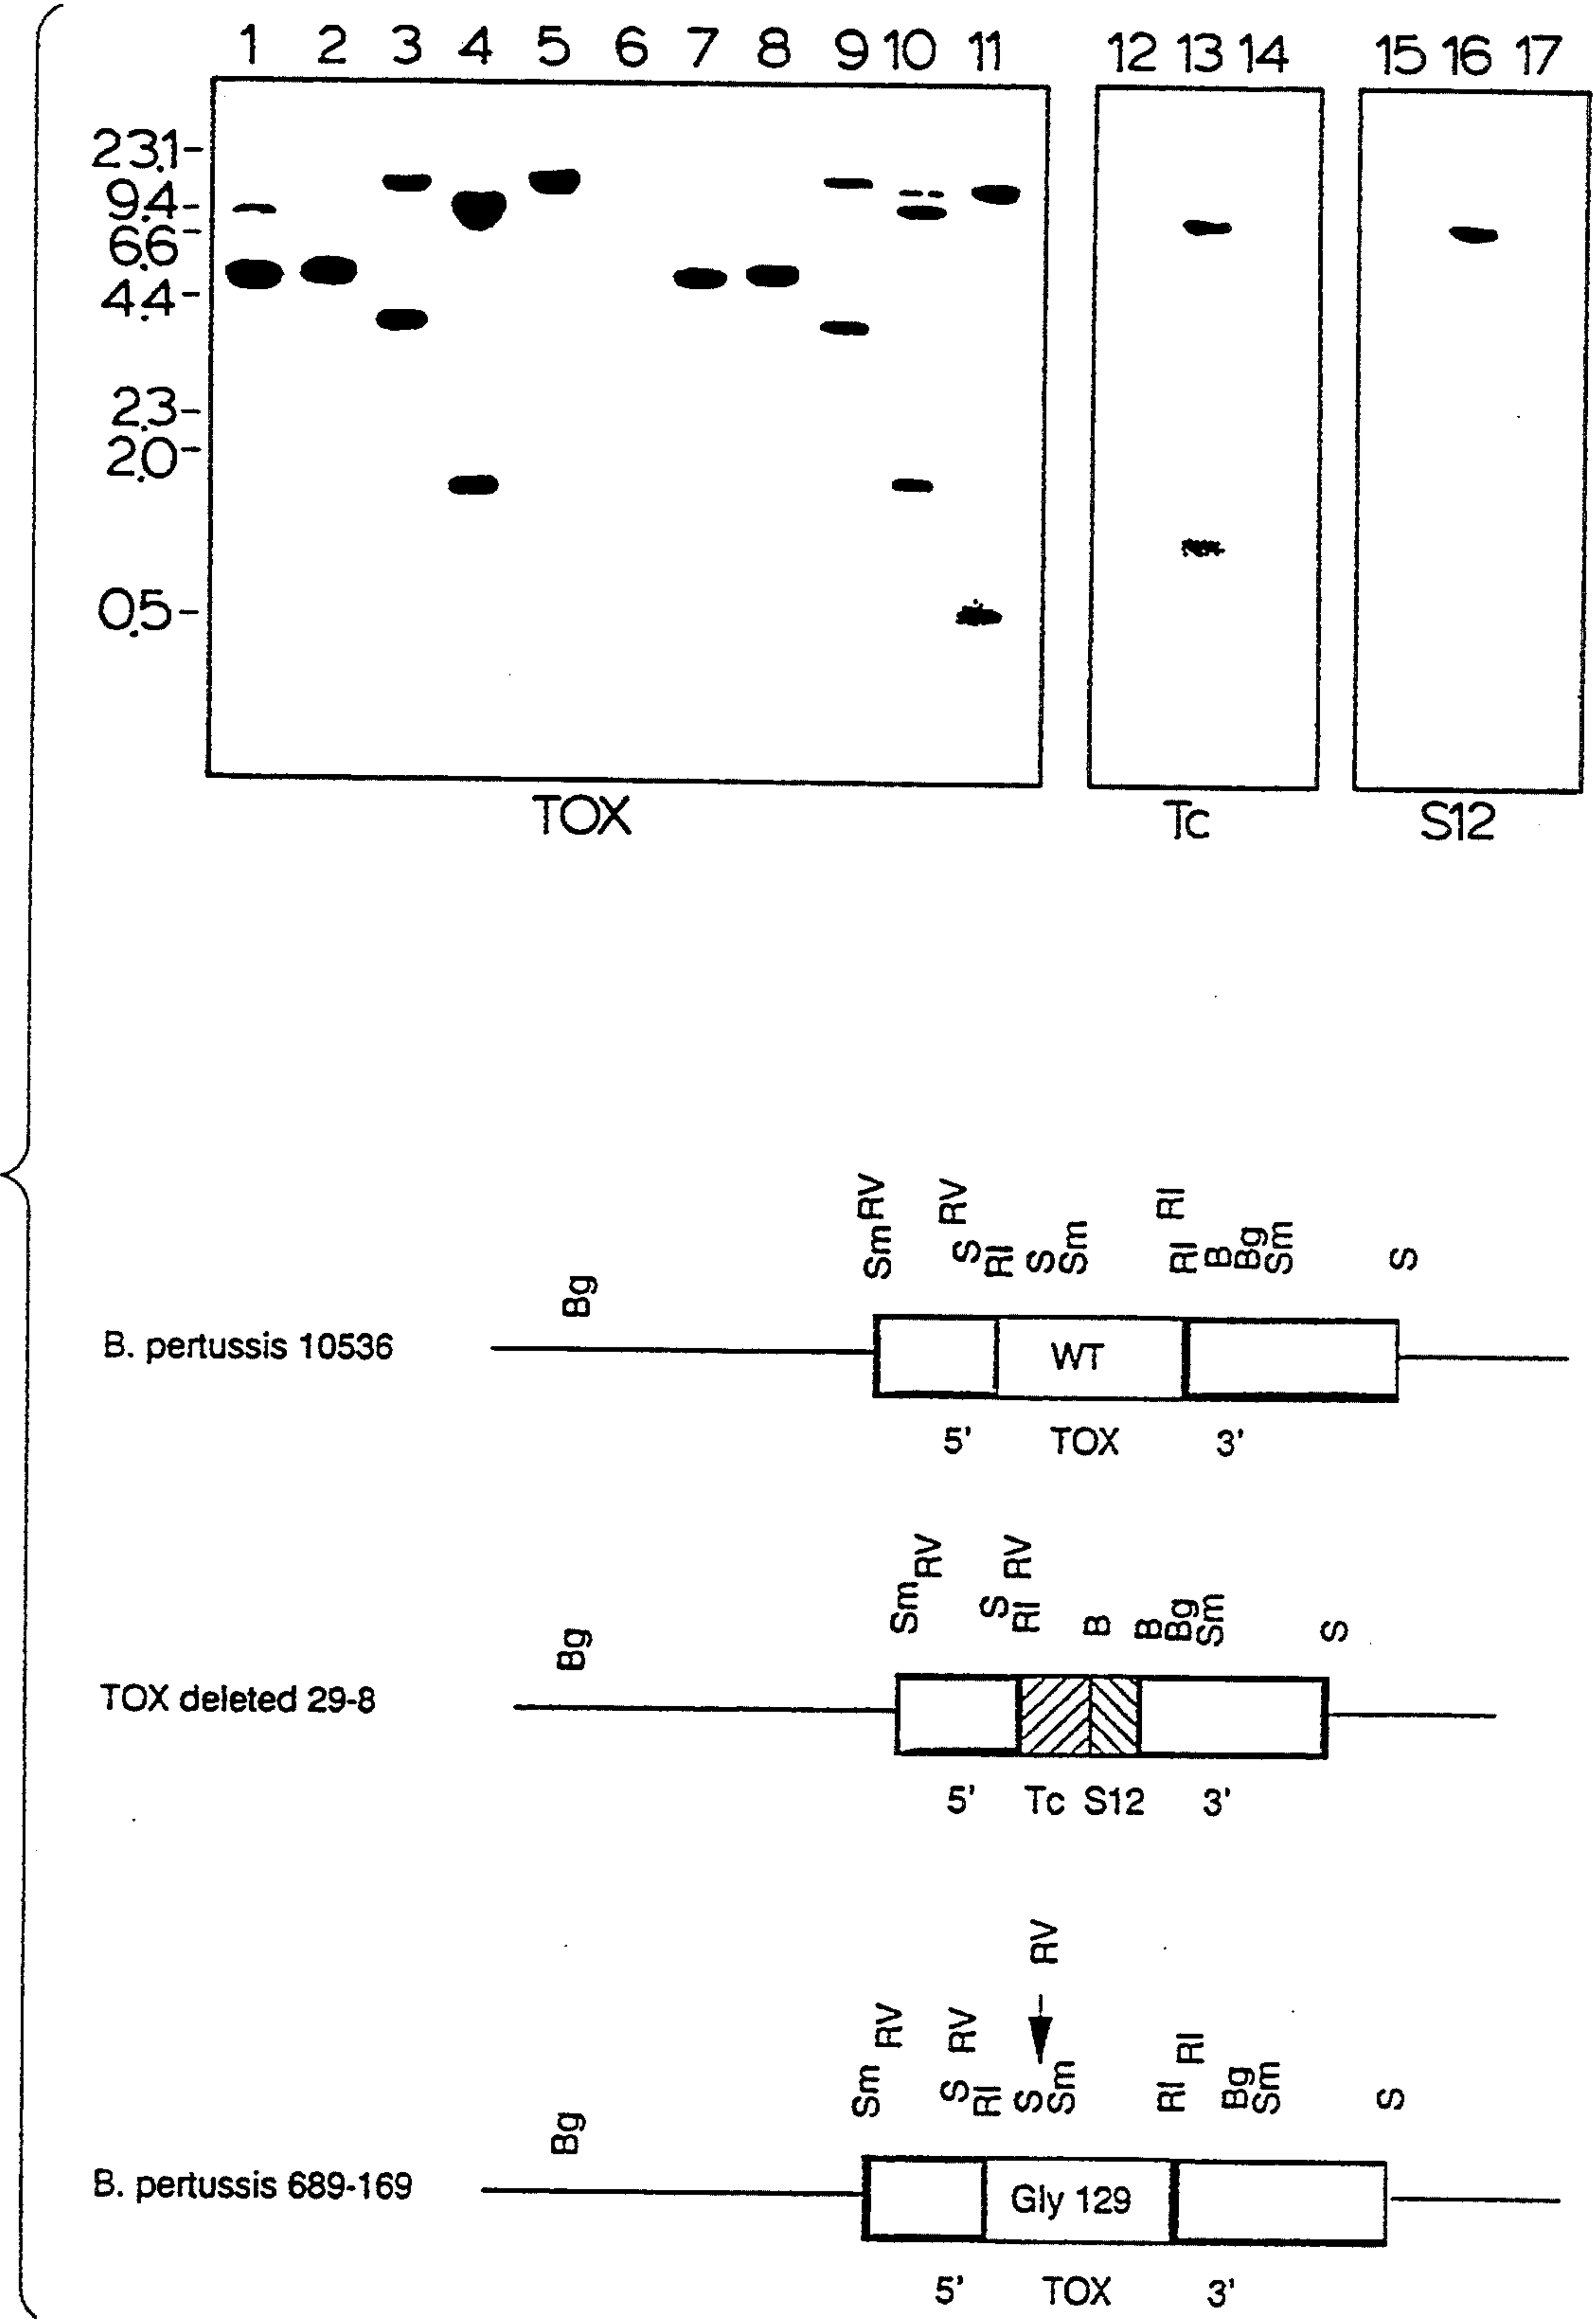 1 2 3 4 5 6 7 8 9 10 11 12 13 14 15 16 17
23.1-
9.4-
6.6-
4.4-
2.3-
2.0-
0.5-
TOX Tc S12
Sm RV S RV RI S Sm RI RI B Bg Sm S
Bg
B. pertussis 10536
WT
5' TOX 3'
Sm RV S RI RV B B Bg Sm S
Bg
TOX deleted 29-8
5' Tc S12 3'
RV
Sm RV S RV RI S Sm RI RI Bg Sm S
Bg
B. pertussis 689-169
Gly 129
5' TOX 3'